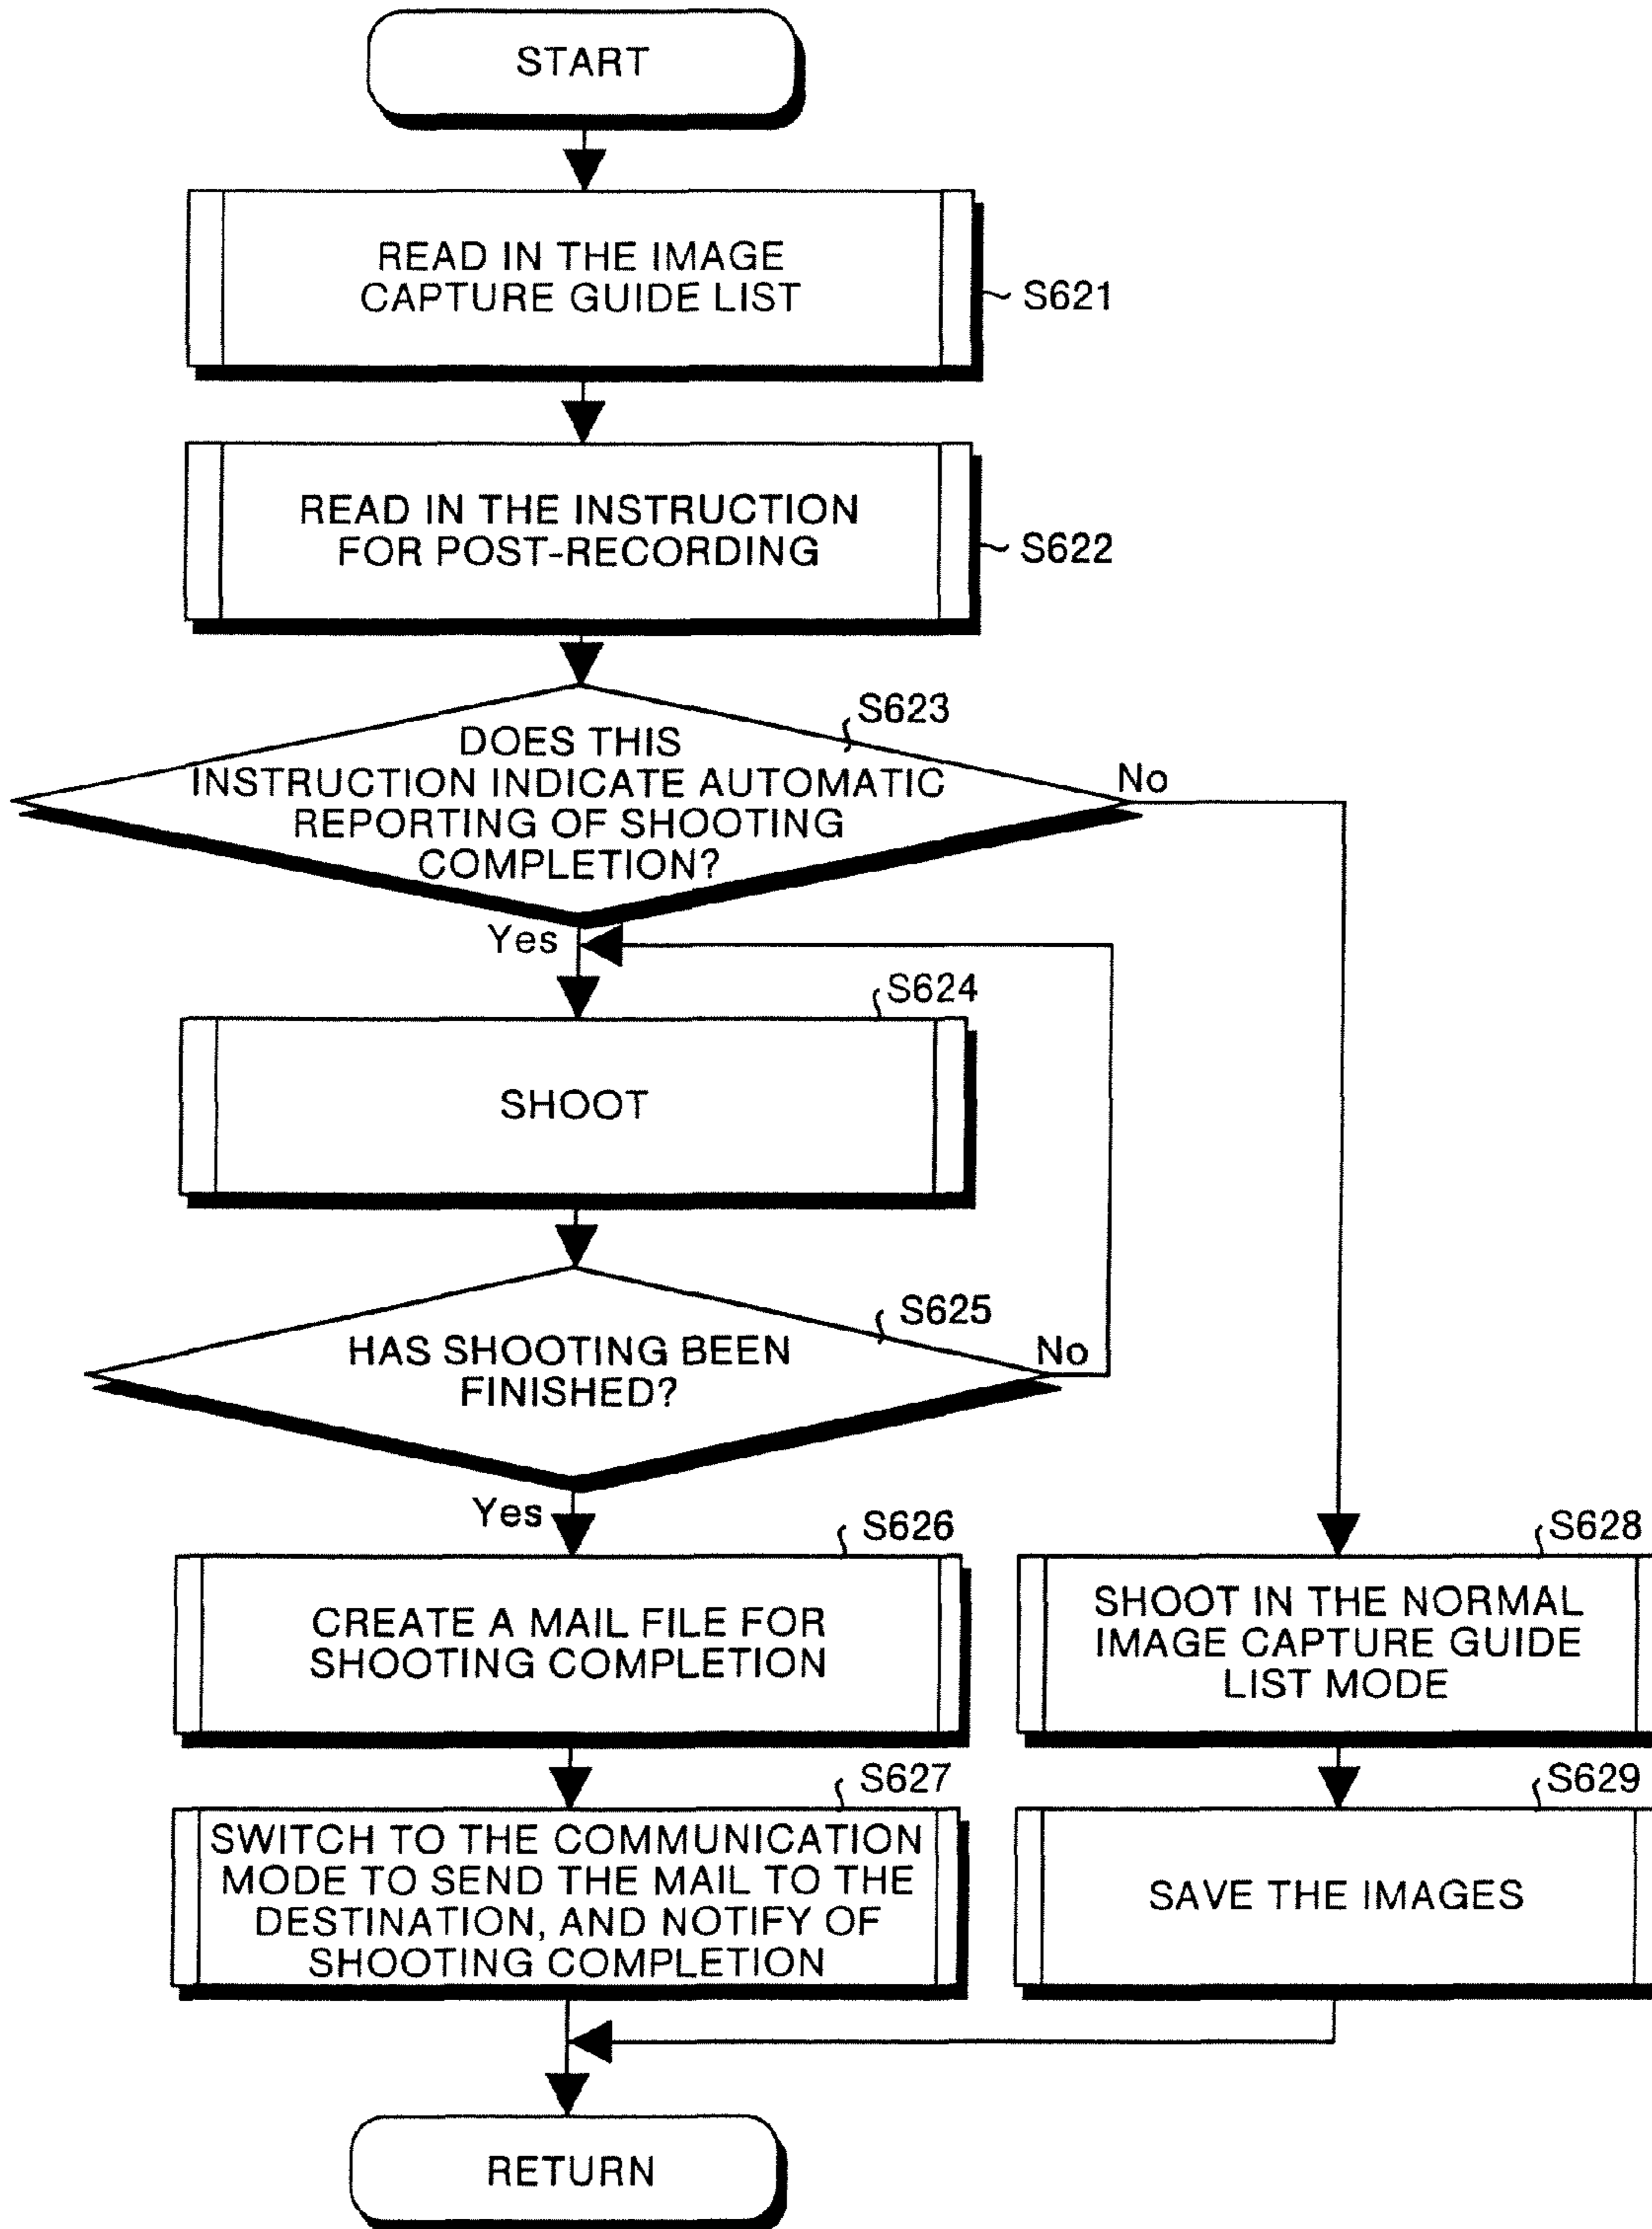 START
READ IN THE IMAGE
CAPTURE GUIDE LIST
S621
READ IN THE INSTRUCTION
FOR POST-RECORDING
S622
S623
DOES THIS
INSTRUCTION INDICATE AUTOMATIC
REPORTING OF SHOOTING
COMPLETION?
No
Yes
S624
SHOOT
S625
HAS SHOOTING BEEN
FINISHED?
No
Yes
S626
CREATE A MAIL FILE FOR
SHOOTING COMPLETION
S628
SHOOT IN THE NORMAL
IMAGE CAPTURE GUIDE
LIST MODE
S627
SWITCH TO THE COMMUNICATION
MODE TO SEND THE MAIL TO THE
DESTINATION, AND NOTIFY OF
SHOOTING COMPLETION
S629
SAVE THE IMAGES
RETURN